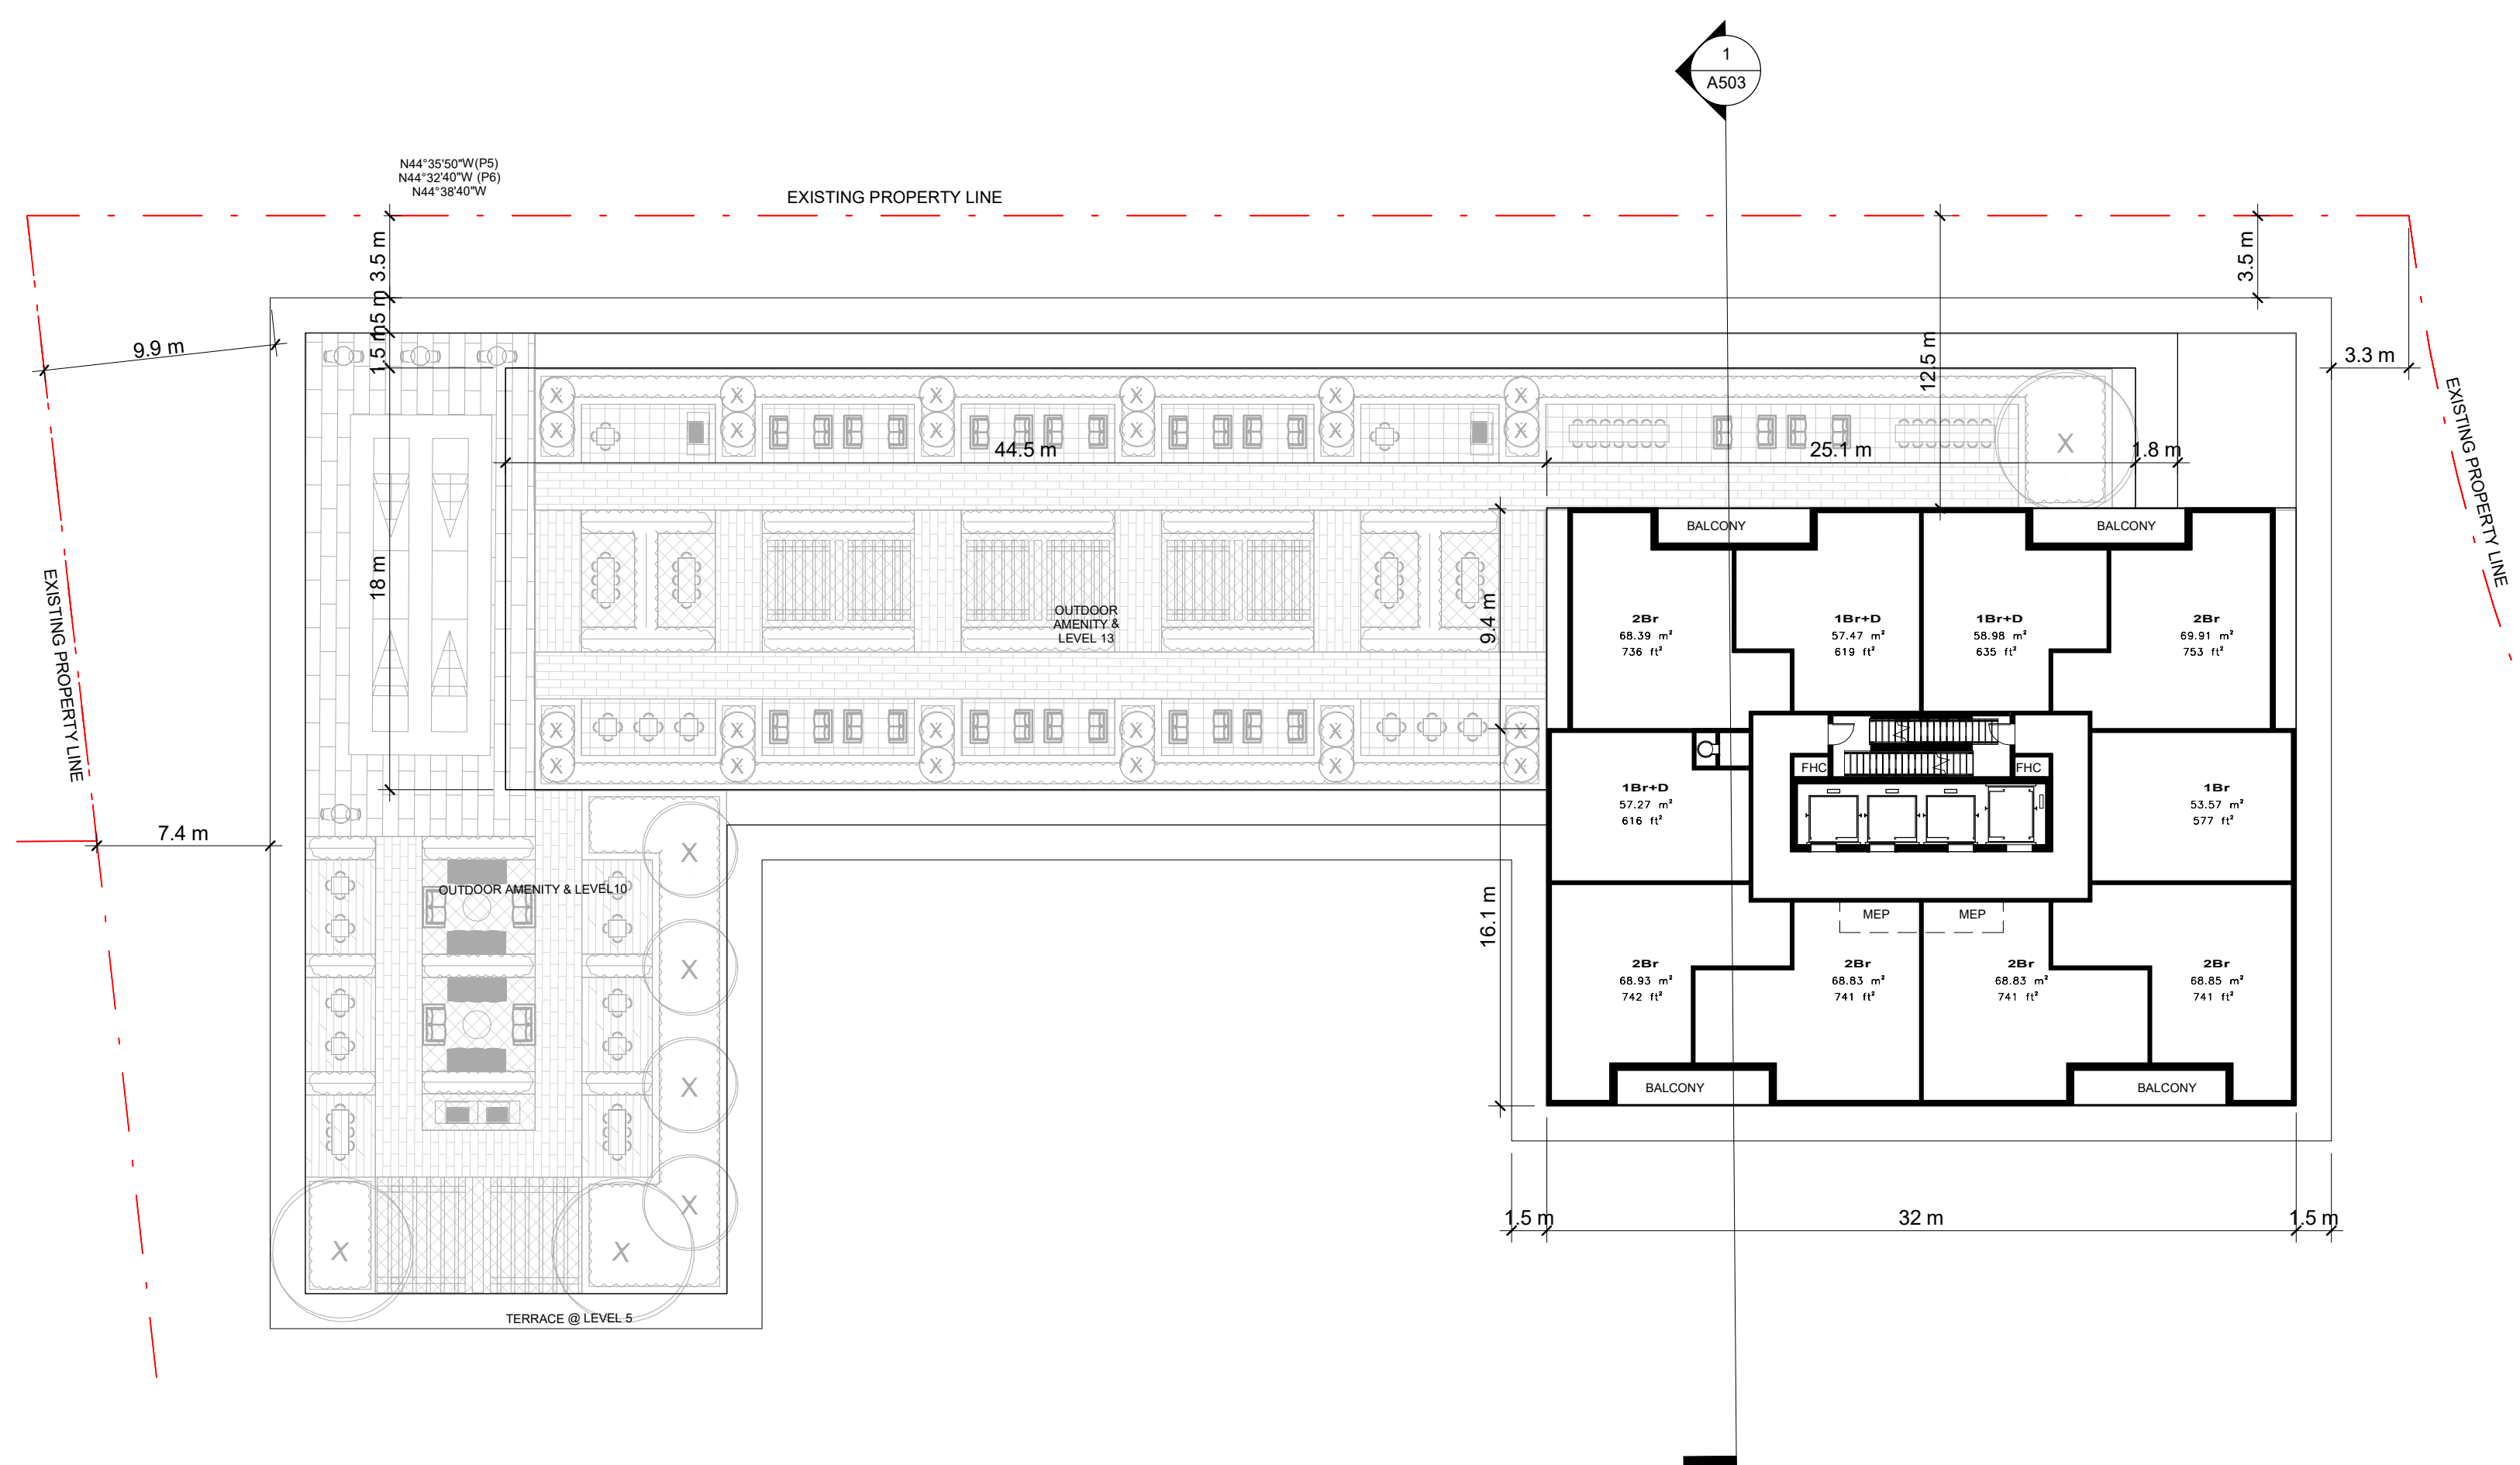 1
A503
N44°35'50"W(P5)
N44°32'40"W (P6)
N44°38'40"W
EXISTING PROPERTY LINE
3.5 m
3.5 m
1.5 m
1.5 m
9.9 m
12.5 m
3.3 m
EXISTING PROPERTY LINE
44.5 m
25.1 m
1.8 m
X
X
X
X
X
X
X
X
X
X
X
X
X
BALCONY
BALCONY
EXISTING PROPERTY LINE
18 m
OUTDOOR
AMENITY &
LEVEL 13
9.4 m
2Br
68.39 m²
736 ft²
1Br+D
57.47 m²
619 ft²
1Br+D
58.98 m²
635 ft²
2Br
69.91 m²
753 ft²
X
X
X
X
X
X
X
X
X
X
X
X
FHC
FHC
1Br+D
57.27 m²
616 ft²
1Br
53.57 m²
577 ft²
7.4 m
X
OUTDOOR AMENITY & LEVEL10
16.1 m
MEP
MEP
X
2Br
68.93 m²
742 ft²
2Br
68.83 m²
741 ft²
2Br
68.83 m²
741 ft²
2Br
68.85 m²
741 ft²
X
BALCONY
BALCONY
X
1.5 m
32 m
1.5 m
X
X
TERRACE @ LEVEL 5